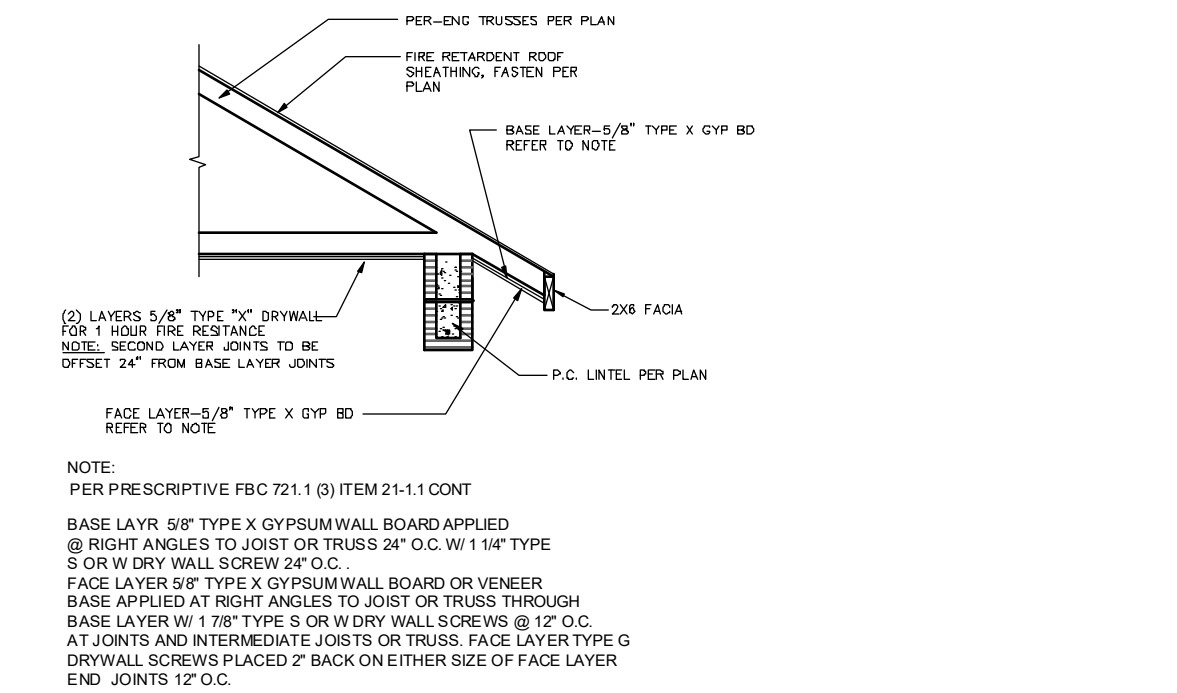 PER-ENG TRUSSES PER PLAN
FIRE RETARDENT ROOF
SHEATHING, FASTEN PER
PLAN
BASE LAYER-5/8" TYPE X GYP BD
REFER TO NOTE
(2) LAYERS 5/8" TYPE "X" DRYWALL
FOR 1 HOUR FIRE RESITANCE
NOTE: SECOND LAYER JOINTS TO BE
OFFSET 24" FROM BASE LAYER JOINTS
2X6 FACIA
P.C. LINTEL PER PLAN
FACE LAYER-5/8" TYPE X GYP BD
REFER TO NOTE
NOTE:
PER PRESCRIPTIVE FBC 721.1 (3) ITEM 21-1.1 CONT
BASE LAYR 5/8" TYPE X GYPSUM WALL BOARD APPLIED
@ RIGHT ANGLES TO JOIST OR TRUSS 24" O.C. W/ 1 1/4" TYPE
S OR W DRY WALL SCREW 24" O.C. .
FACE LAYER 5/8" TYPE X GYPSUM WALL BOARD OR VENEER
BASE APPLIED AT RIGHT ANGLES TO JOIST OR TRUSS THROUGH
BASE LAYER W/ 1 7/8" TYPE S OR W DRY WALL SCREWS @ 12" O.C.
AT JOINTS AND INTERMEDIATE JOISTS OR TRUSS. FACE LAYER TYPE G
DRYWALL SCREWS PLACED 2" BACK ON EITHER SIZE OF FACE LAYER
END JOINTS 12" O.C.